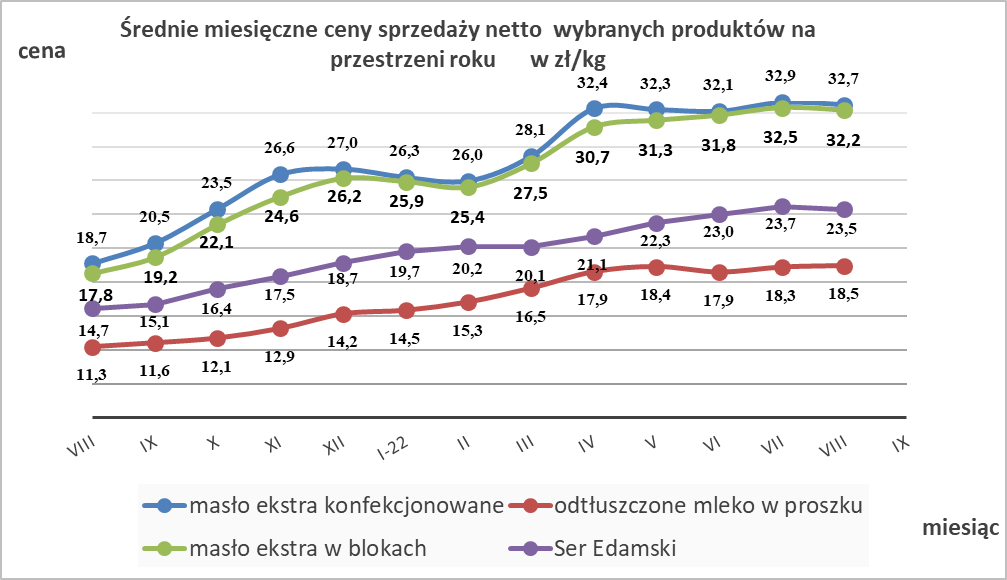 Średnie miesięczne ceny sprzedaży netto wybranych produktów na
przestrzeni roku w zł/kg
cena
18,7 20,5 23,5 26,6 27,0 26,3 26,0 28,1 32,4 32,3 32,1 32,9 32,7
17,8 19,2 22,1 24,6 26,2 25,9 25,4 27,5 30,7 31,3 31,8 32,5 32,2
14,7 15,1 16,4 17,5 18,7 19,7 20,2 20,1 21,1 22,3 23,0 23,7 23,5
11,3 11,6 12,1 12,9 14,2 14,5 15,3 16,5 17,9 18,4 17,9 18,3 18,5
VIII IX X XI XII I-22 II III IV V VI VII VIII IX
masło ekstra konfekcjonowane odtłuszczone mleko w proszku
masło ekstra w blokach Ser Edamski
miesiąc